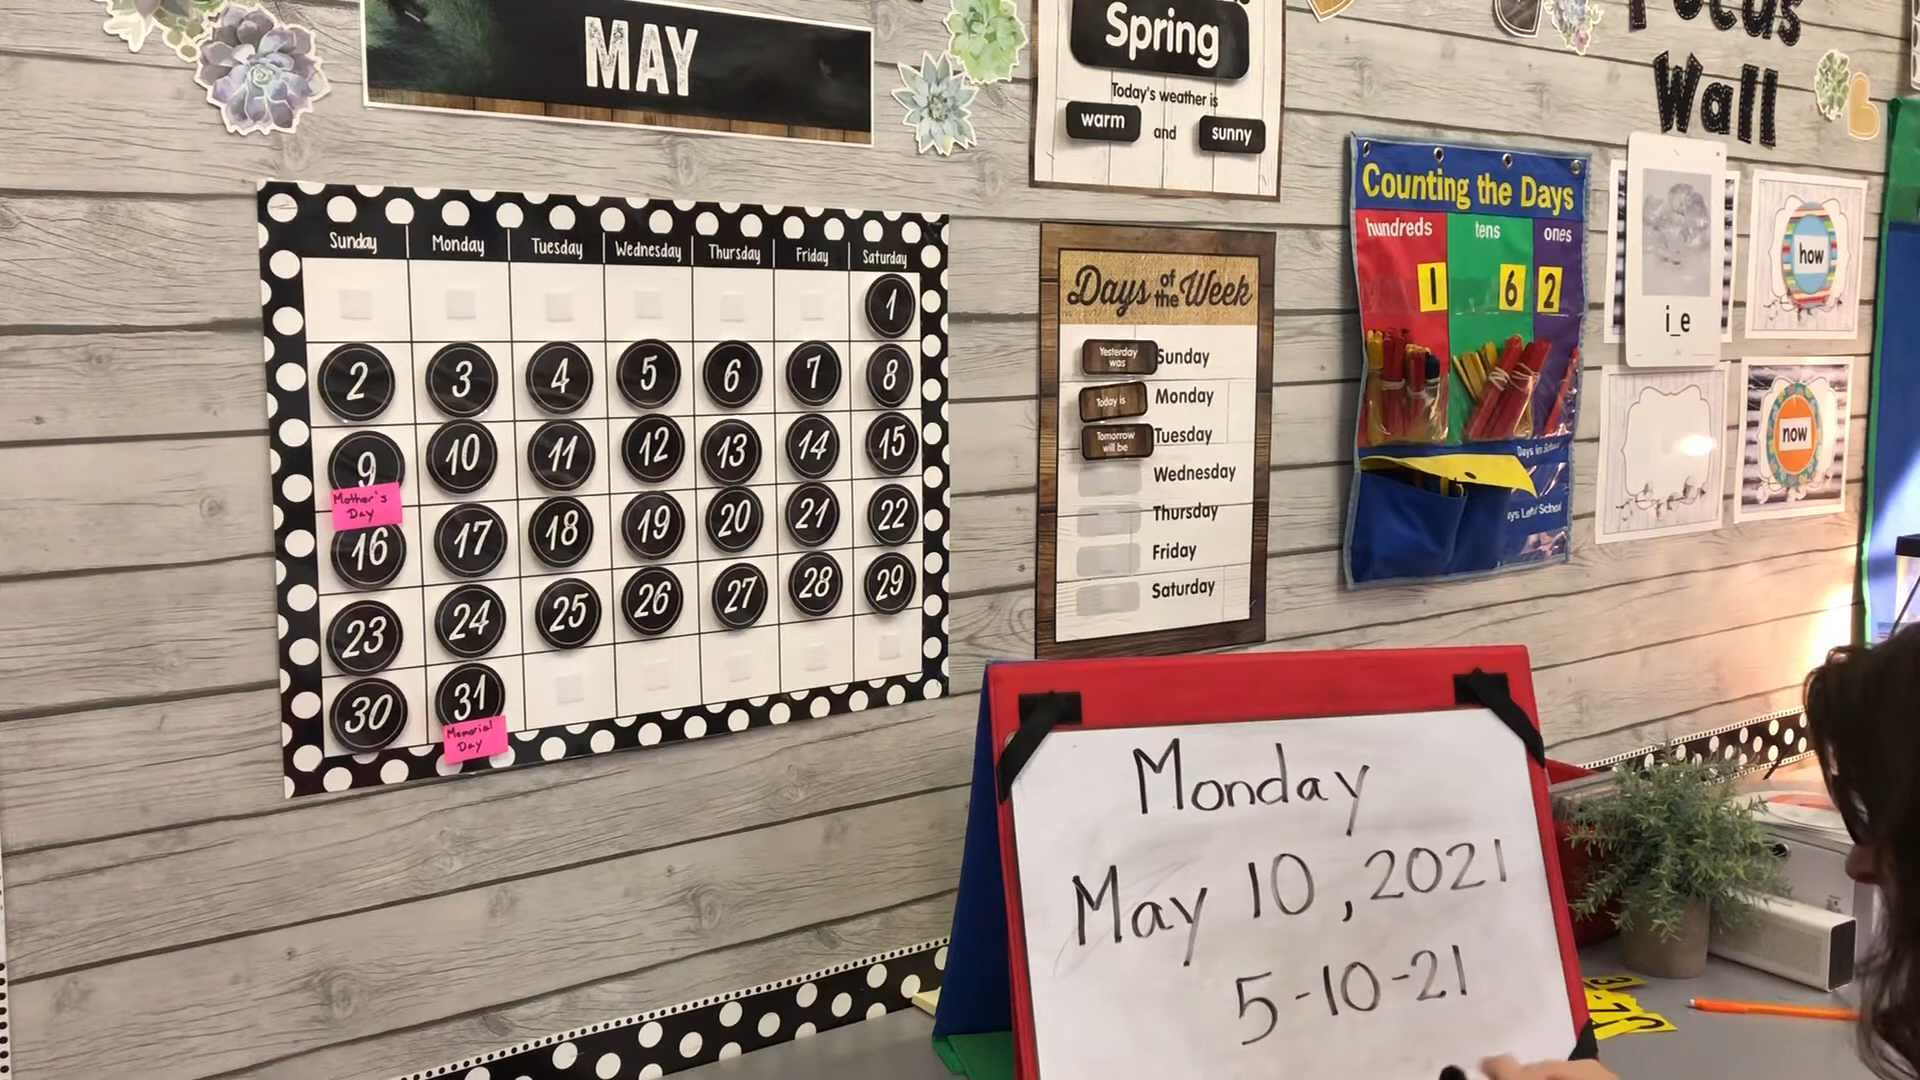 MAY
Sunday Monday Tuesday Wednesday Thursday Friday Saturday
1
2 3 4 5 6 7 8
9 10 11 12 13 14 15
Mother's
Day
16 17 18 19 20 21 22
23 24 25 26 27 28 29
30 31
Memorial
Day
Spring
Today's weather is
warm and sunny
Days of the Week
Yesterday was Sunday
Today is Monday
Tomorrow will be Tuesday
Wednesday
Thursday
Friday
Saturday
Counting the Days
hundreds tens ones
1 6 2
Days in School
Focus
Wall
i_e
how
now
Monday
May 10, 2021
5-10-21